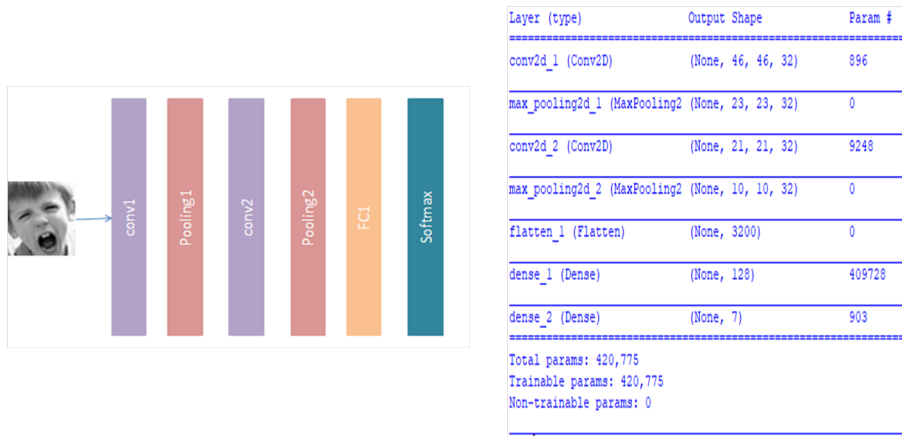 conv1
Pooling1
conv2
Pooling2
FC1
Softmax
Layer (type) Output Shape Param #
conv2d_1 (Conv2D) (None, 46, 46, 32) 896
max_pooling2d_1 (MaxPooling2 (None, 23, 23, 32) 0
conv2d_2 (Conv2D) (None, 21, 21, 32) 9248
max_pooling2d_2 (MaxPooling2 (None, 10, 10, 32) 0
flatten_1 (Flatten) (None, 3200) 0
dense_1 (Dense) (None, 128) 409728
dense_2 (Dense) (None, 7) 903
Total params: 420,775
Trainable params: 420,775
Non-trainable params: 0